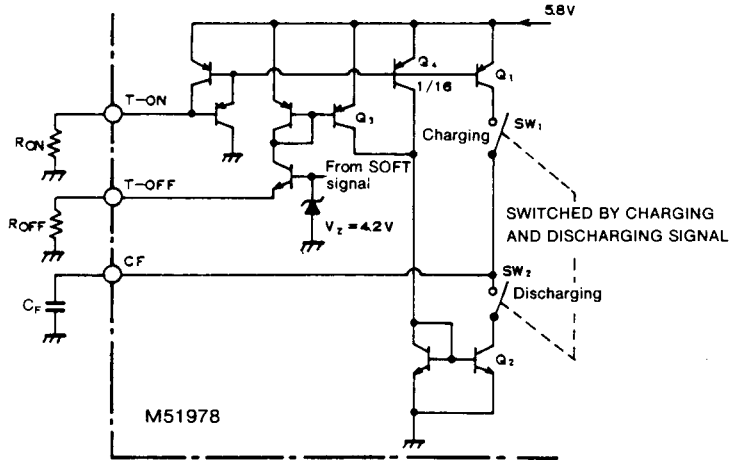 5.8V
Q4
1/16
Q1
T-ON
RON
Q3
Charging
SW1
From SOFT
signal
T-OFF
ROFF
VZ = 4.2V
SWITCHED BY CHARGING
AND DISCHARGING SIGNAL
CF
SW2
Discharging
CF
Q2
M51978